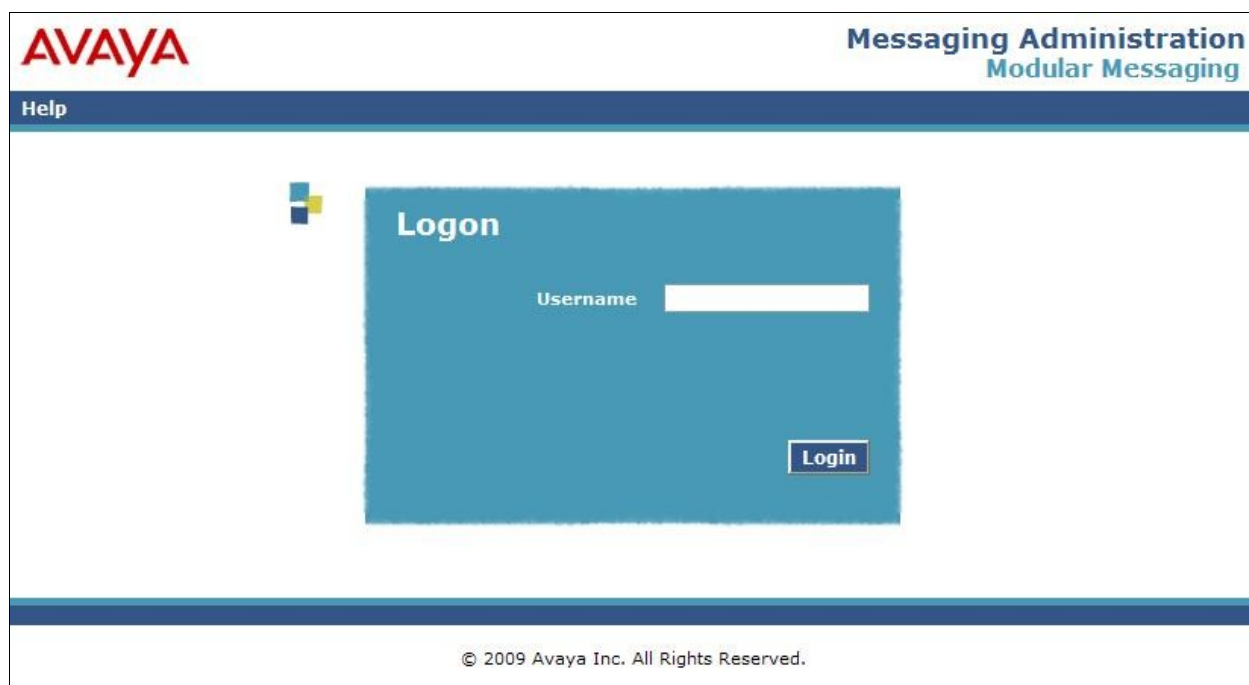 AVAYA
Messaging Administration
Modular Messaging
Help
Logon
Username
Login
© 2009 Avaya Inc. All Rights Reserved.